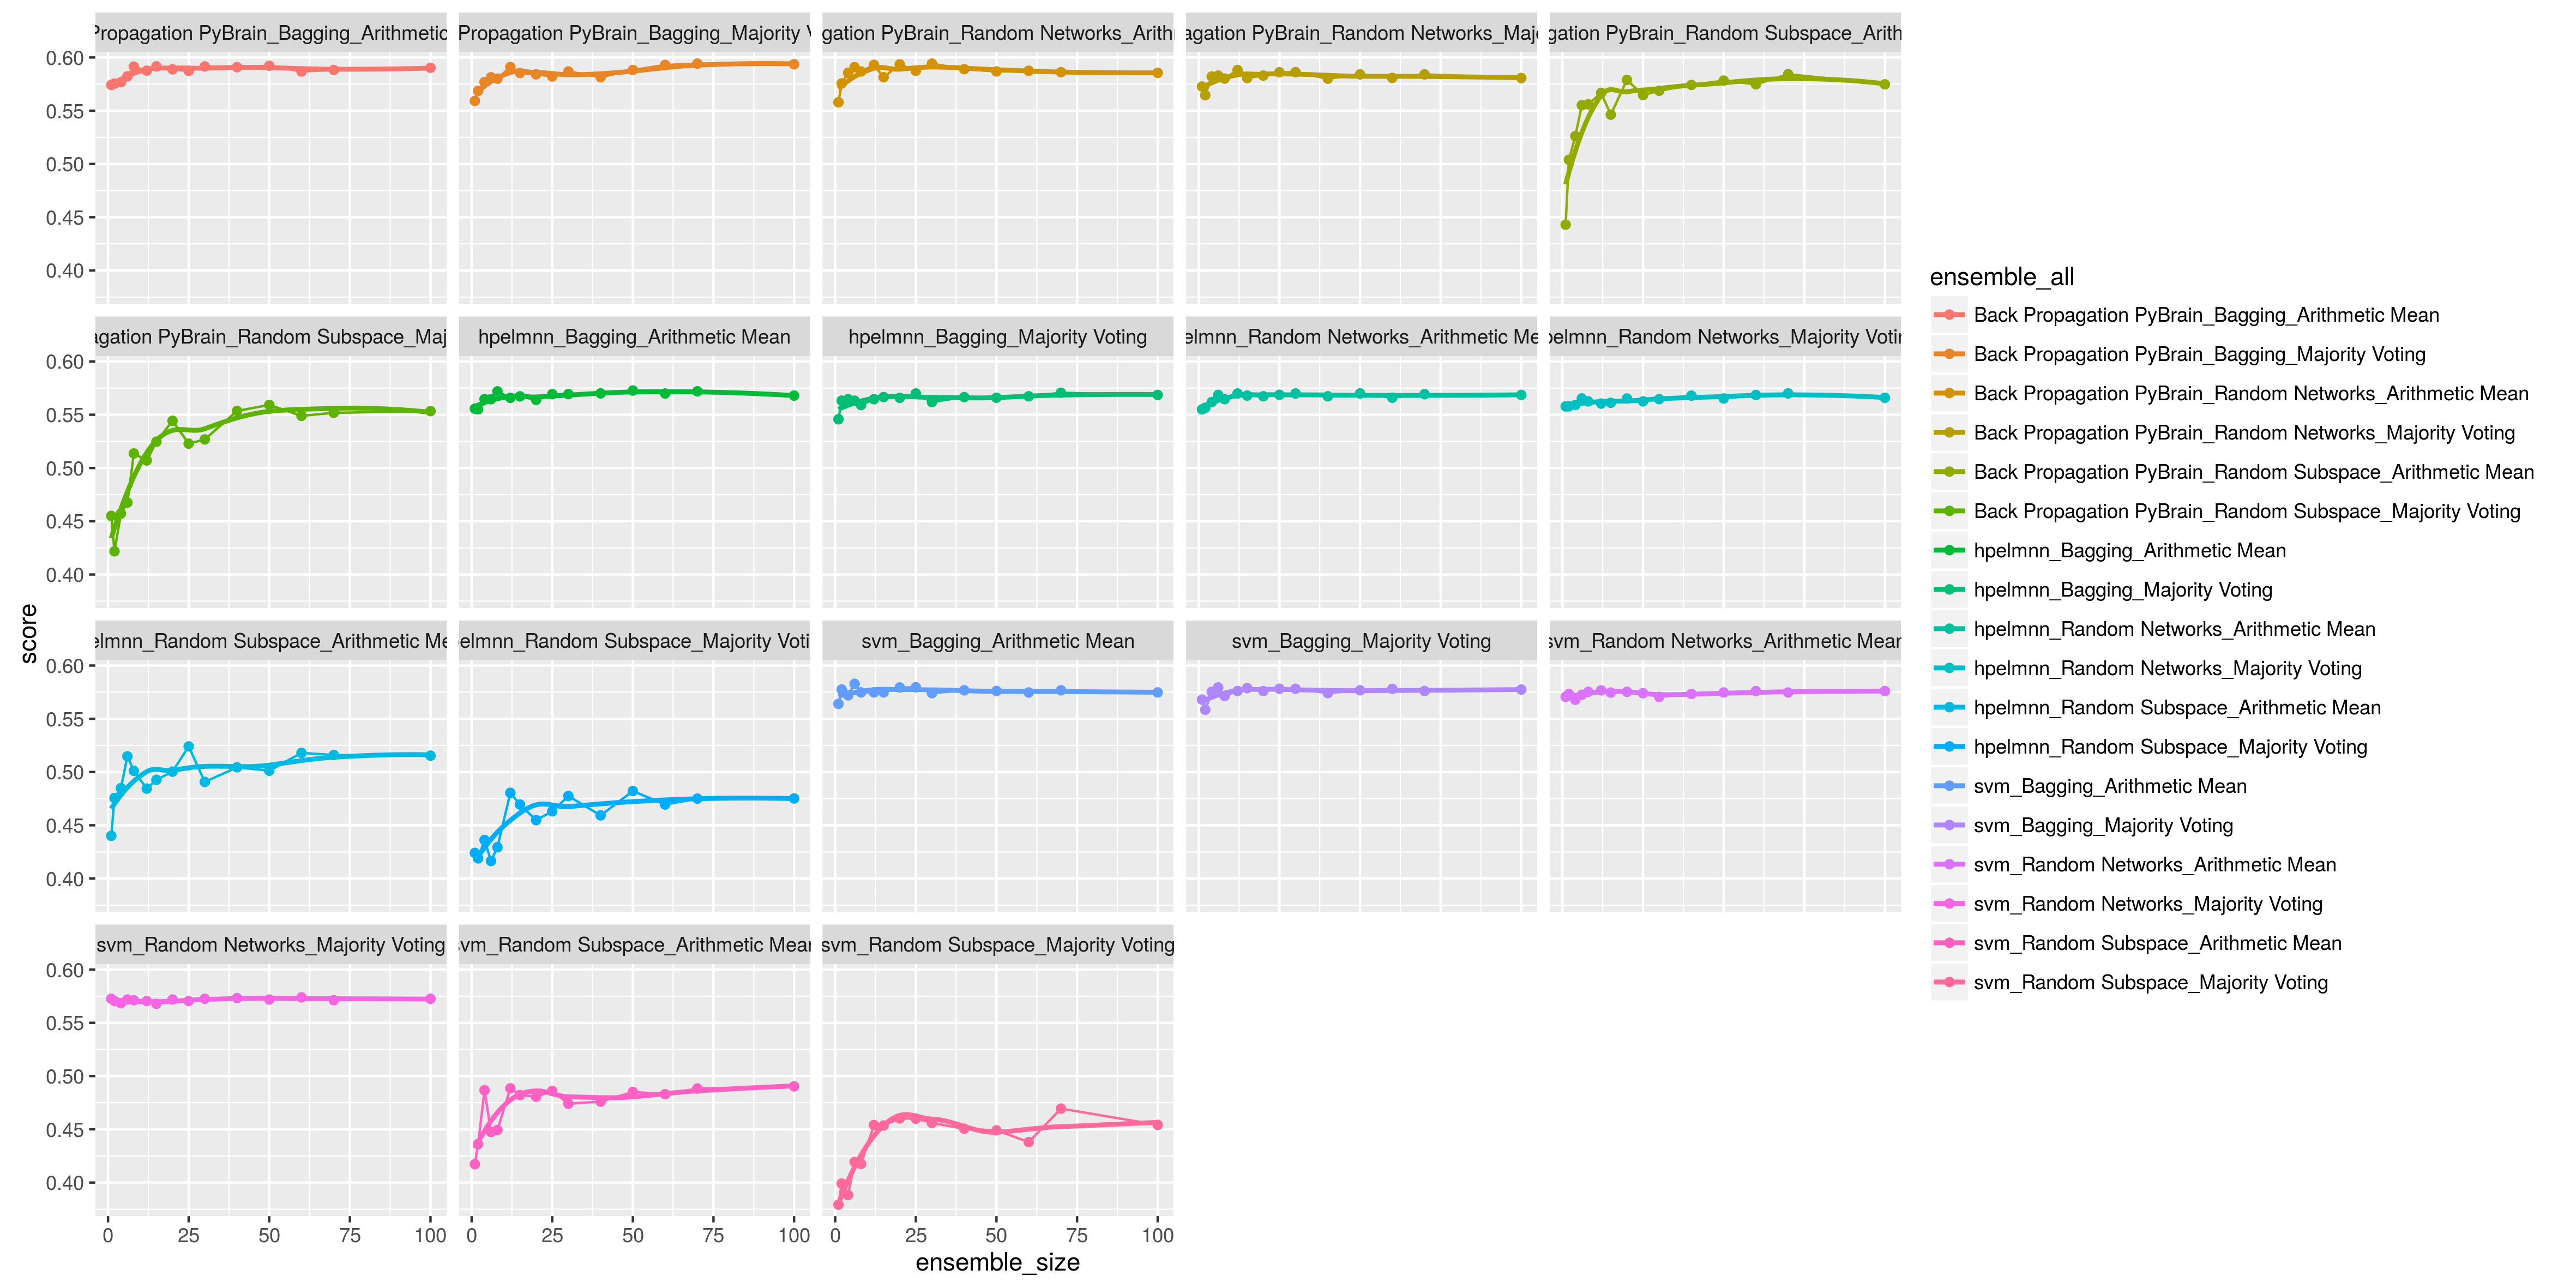 Propagation PyBrain_Bagging_Arithmetic
Propagation PyBrain_Bagging_Majority
gation PyBrain_Random Networks_Arith
agation PyBrain_Random Networks_Maj
gation PyBrain_Random Subspace_Arith
0.60
0.55
0.50
0.45
0.40
agation PyBrain_Random Subspace_Maj
hpelmnn_Bagging_Arithmetic Mean
hpelmnn_Bagging_Majority Voting
elmnn_Random Networks_Arithmetic Me
elmnn_Random Networks_Majority Voti
0.60
0.55
0.50
0.45
0.40
elmnn_Random Subspace_Arithmetic Me
elmnn_Random Subspace_Majority Voti
svm_Bagging_Arithmetic Mean
svm_Bagging_Majority Voting
svm_Random Networks_Arithmetic Mean
0.60
0.55
0.50
0.45
0.40
svm_Random Networks_Majority Voting
svm_Random Subspace_Arithmetic Mean
svm_Random Subspace_Majority Voting
0.60
0.55
0.50
0.45
0.40
0 25 50 75 100
0 25 50 75 100
0 25 50 75 100
ensemble_size
score
ensemble_all
Back Propagation PyBrain_Bagging_Arithmetic Mean
Back Propagation PyBrain_Bagging_Majority Voting
Back Propagation PyBrain_Random Networks_Arithmetic Mean
Back Propagation PyBrain_Random Networks_Majority Voting
Back Propagation PyBrain_Random Subspace_Arithmetic Mean
Back Propagation PyBrain_Random Subspace_Majority Voting
hpelmnn_Bagging_Arithmetic Mean
hpelmnn_Bagging_Majority Voting
hpelmnn_Random Networks_Arithmetic Mean
hpelmnn_Random Networks_Majority Voting
hpelmnn_Random Subspace_Arithmetic Mean
hpelmnn_Random Subspace_Majority Voting
svm_Bagging_Arithmetic Mean
svm_Bagging_Majority Voting
svm_Random Networks_Arithmetic Mean
svm_Random Networks_Majority Voting
svm_Random Subspace_Arithmetic Mean
svm_Random Subspace_Majority Voting